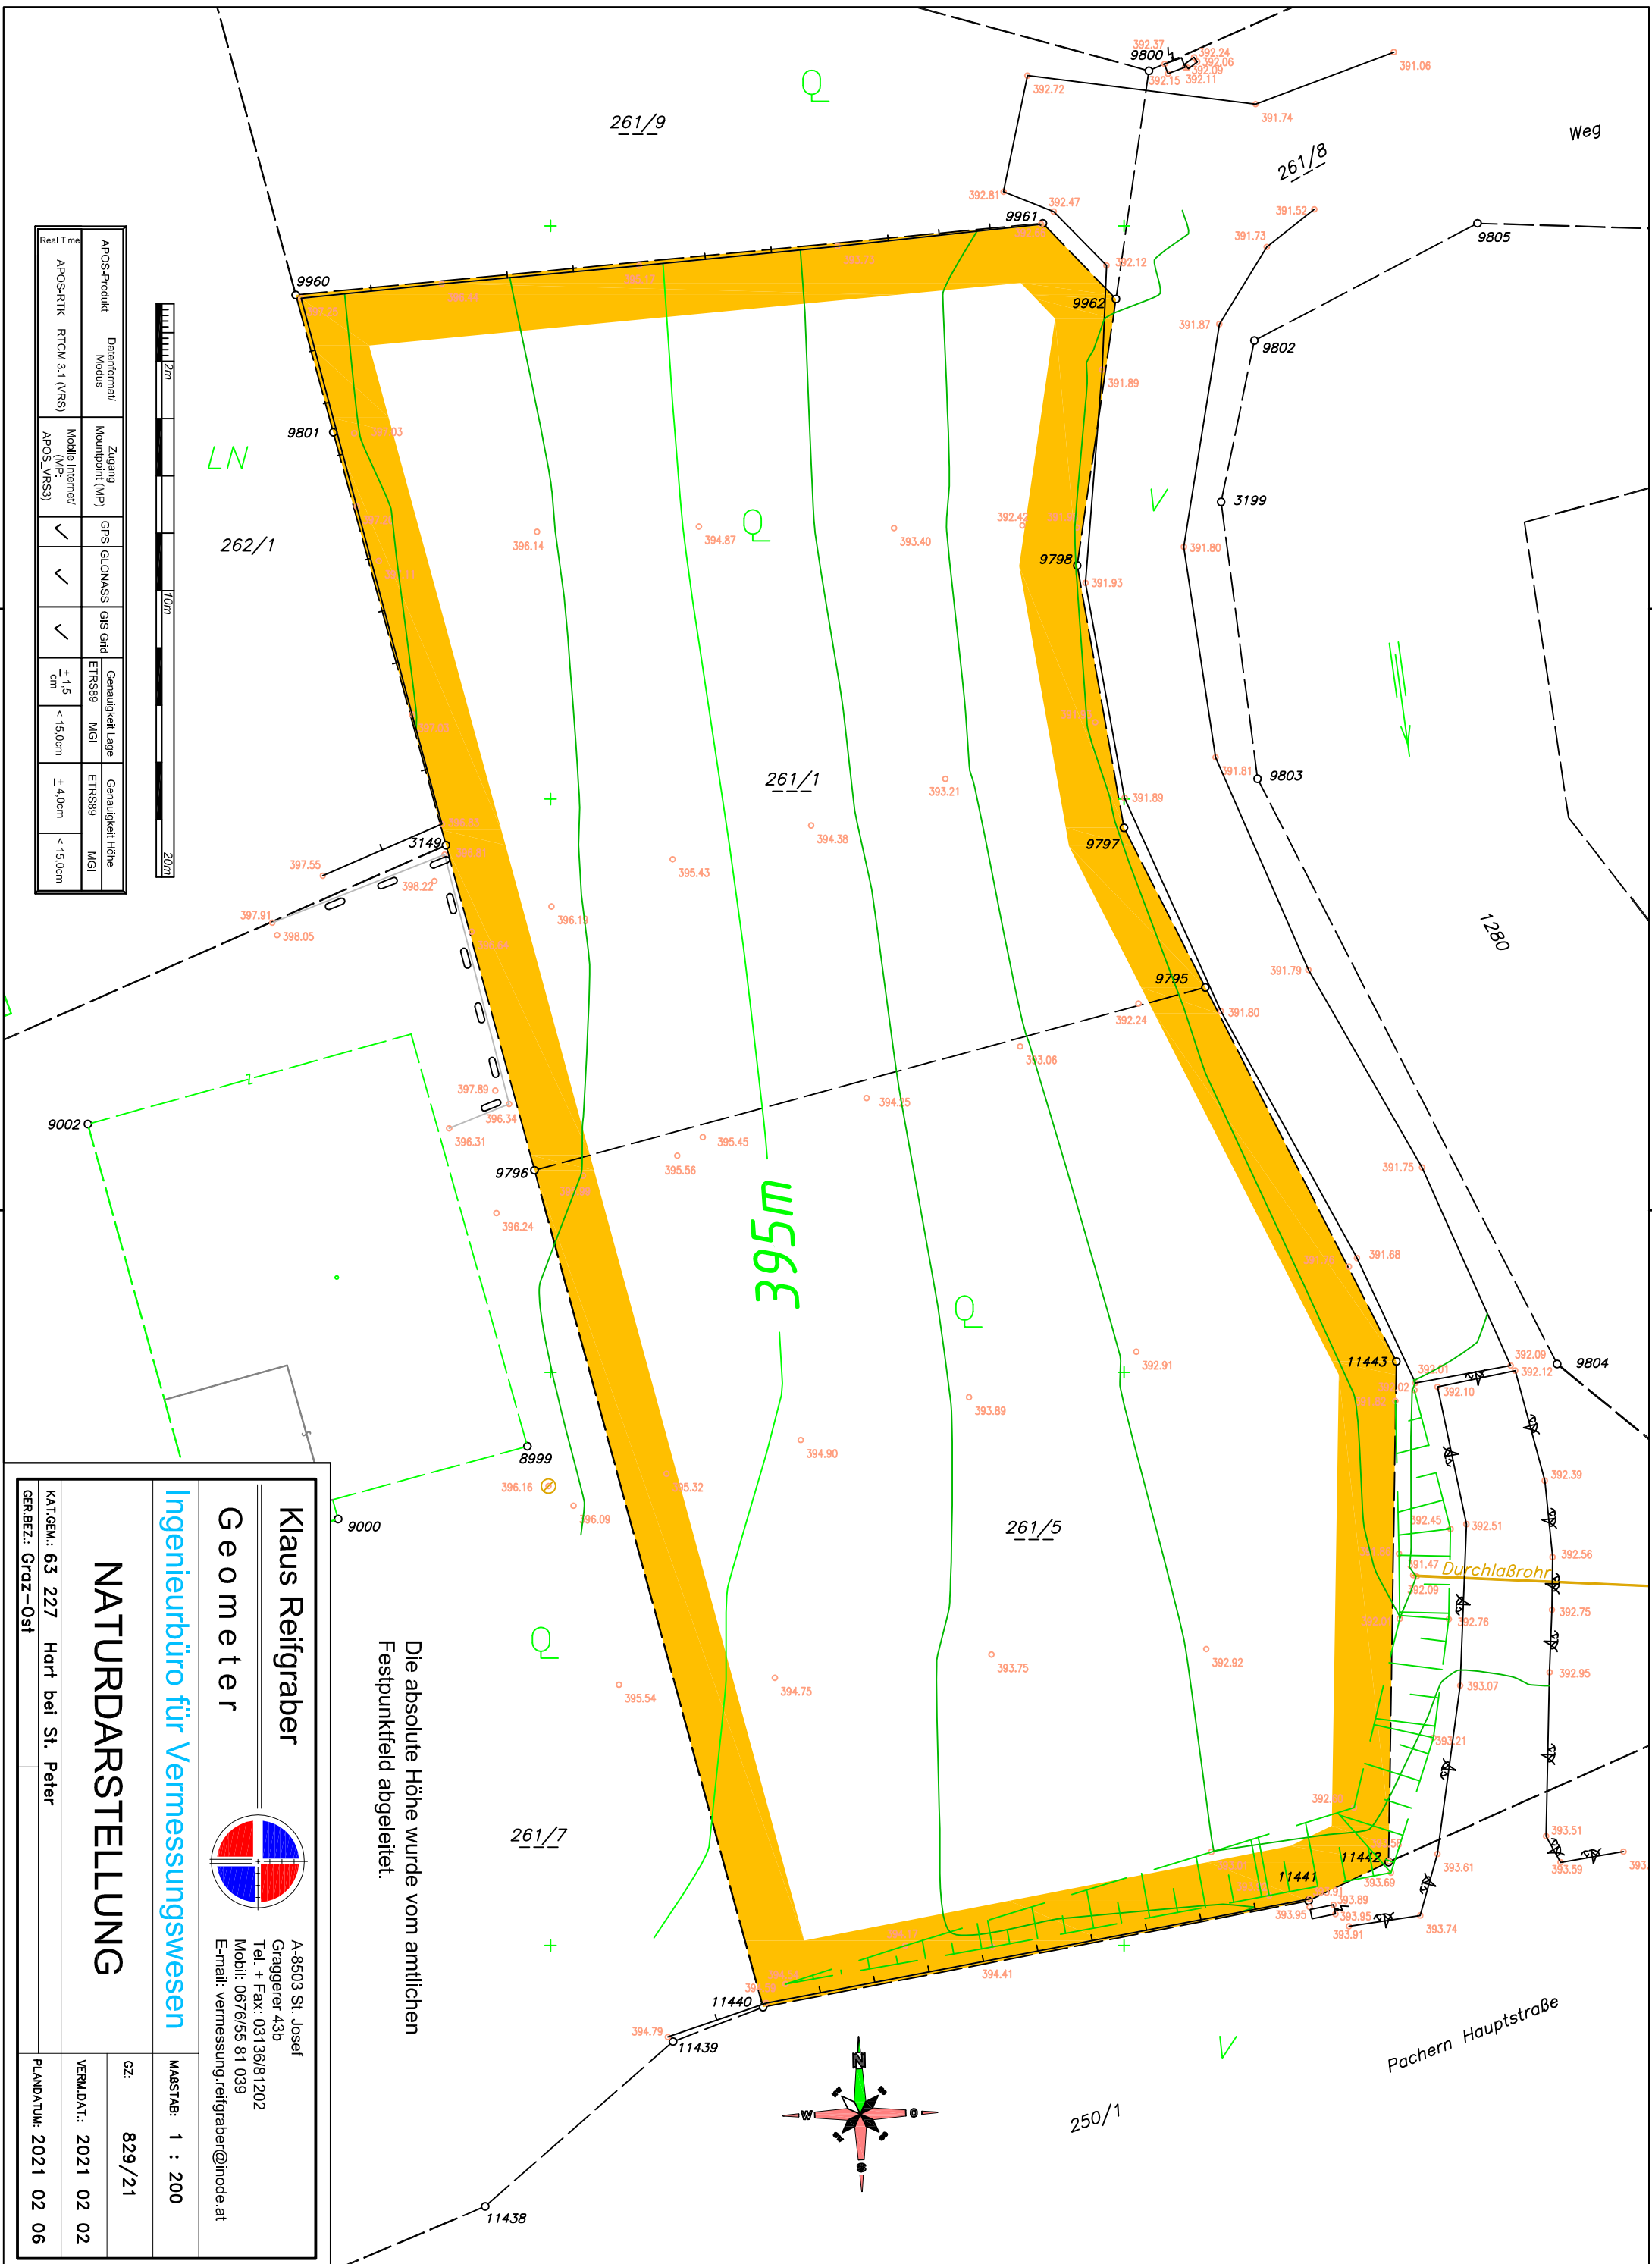 Weg
261/9
261/8
9800
392.37
392.24
392.06
392.09
392.15
392.11
391.06
392.72
391.74
392.81
392.47
9961
391.52
391.73
9805
9960
392.12
9962
391.87
9802
391.89
9801
LN
262/1
396.14
394.87
Q
393.40
392.42
V
3199
391.80
9798
391.93
261/1
393.21
391.81
9803
391.89
9797
394.38
3149
395.43
397.55
398.22
396.19
397.91
398.05
1280
391.79
9795
392.24
391.80
393.06
9002
397.89
396.34
396.31
394.25
395.45
395.56
391.75
9796
396.24
395m
391.68
Q
11443
392.01
392.09
392.12
392.10
9804
392.91
393.89
394.90
8999
396.16
396.09
9000
395.32
261/5
392.39
392.45
392.51
392.56
391.47
392.09
Durchlaßrohr
392.75
392.76
392.95
393.07
393.21
Q
393.75
392.92
394.75
395.54
261/7
393.51
393.59
393.61
11442
393.69
11441
393.91
393.89
393.95
393.95
393.91
393.74
394.41
11440
394.79
11439
11438
N
W
O
S
V
250/1
Pachern Hauptstraße
Die absolute Höhe wurde vom amtlichen
Festpunktfeld abgeleitet.
2m
10m
20m
APOS-Produkt
Datenformat/
Modus
Zugang
Mountpoint (MP)
GPS
GLONASS
GIS Grid
Genauigkeit Lage
ETRS89 MGI
Genauigkeit Höhe
ETRS89 MGI
Real Time
APOS-RTK
RTCM 3.1 (VRS)
Mobile Internet/
(MP:
APOS_VRS3)
✓
✓
✓
± 1,5
cm
< 15,0cm
± 4,0cm
< 15,0cm
Klaus Reifgraber
Geometer
A-8503 St. Josef
Graggerer 43b
Tel. + Fax: 03136/81202
Mobil: 0676/55 81 039
E-mail: vermessung.reifgraber@inode.at
Ingenieurbüro für Vermessungswesen
MAßSTAB: 1 : 200
NATURDARSTELLUNG
GZ: 829/21
VERM.DAT.: 2021 02 02
KAT.GEM.: 63 227 Hart bei St. Peter
GER.BEZ.: Graz-Ost
PLANDATUM: 2021 02 06